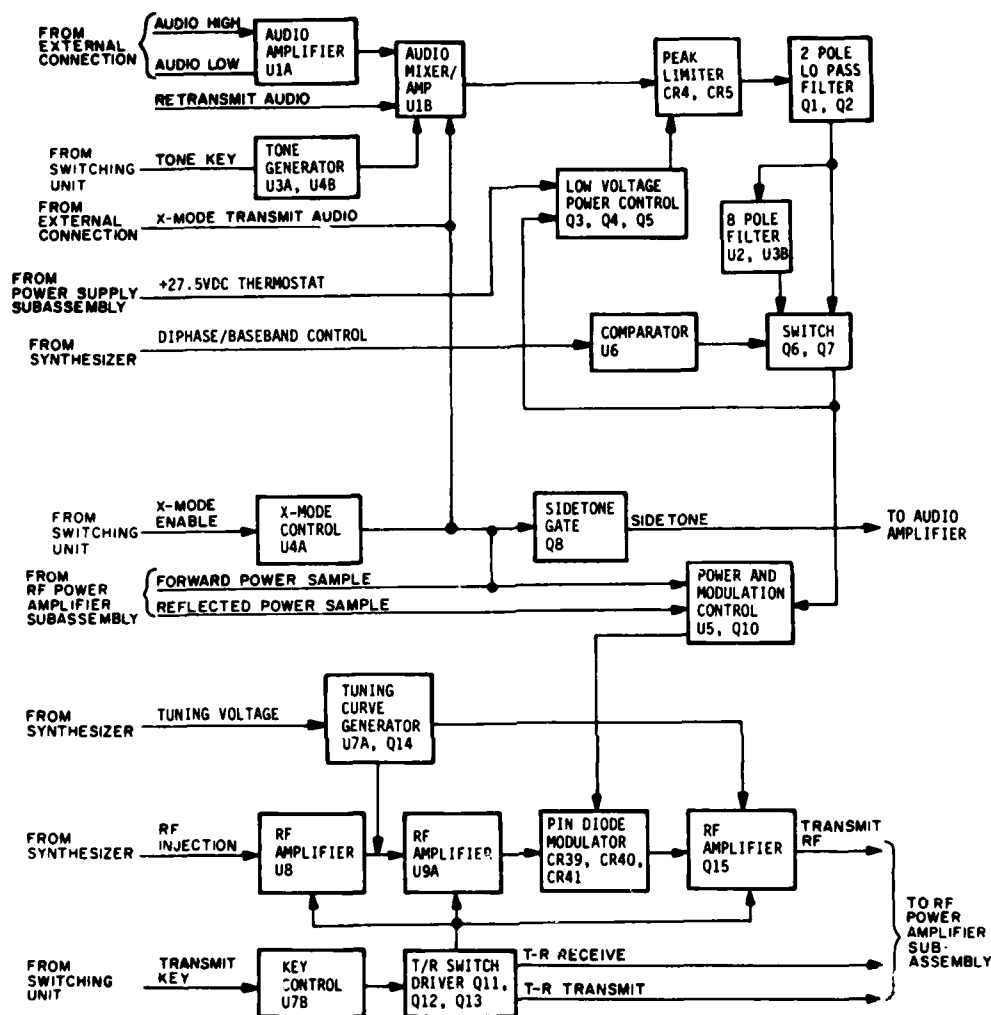 FROM
EXTERNAL
CONNECTION
AUDIO HIGH
AUDIO LOW
AUDIO
AMPLIFIER
U1A
AUDIO
MIXER/
AMP
U1B
PEAK
LIMITER
CR4, CR5
2 POLE
LO PASS
FILTER
Q1, Q2
RETRANSMIT AUDIO
FROM
SWITCHING
UNIT
TONE KEY
TONE
GENERATOR
U3A, U4B
FROM
EXTERNAL
CONNECTION
X-MODE TRANSMIT AUDIO
LOW VOLTAGE
POWER CONTROL
Q3, Q4, Q5
8 POLE
FILTER
U2, U3B
FROM
POWER SUPPLY
SUBASSEMBLY
+27.5VDC THERMOSTAT
FROM
SYNTHESIZER
DIPHASE/BASEBAND CONTROL
COMPARATOR
U6
SWITCH
Q6, Q7
FROM
SWITCHING
UNIT
X-MODE
ENABLE
X-MODE
CONTROL
U4A
SIDETONE
GATE
Q8
SIDETONE
TO AUDIO
AMPLIFIER
FROM
RF POWER
AMPLIFIER
SUBASSEMBLY
FORWARD POWER SAMPLE
REFLECTED POWER SAMPLE
POWER AND
MODULATION
CONTROL
U5, Q10
FROM
SYNTHESIZER
TUNING VOLTAGE
TUNING
CURVE
GENERATOR
U7A, Q14
FROM
SYNTHESIZER
RF
INJECTION
RF
AMPLIFIER
U8
RF
AMPLIFIER
U9A
PIN DIODE
MODULATOR
CR39, CR40,
CR41
RF
AMPLIFIER
Q15
TRANSMIT
RF
FROM
SWITCHING
UNIT
TRANSMIT
KEY
KEY
CONTROL
U7B
T/R SWITCH
DRIVER Q11,
Q12, Q13
T-R RECEIVE
T-R TRANSMIT
TO RF
POWER
AMPLIFIER
SUB-
ASSEMBLY